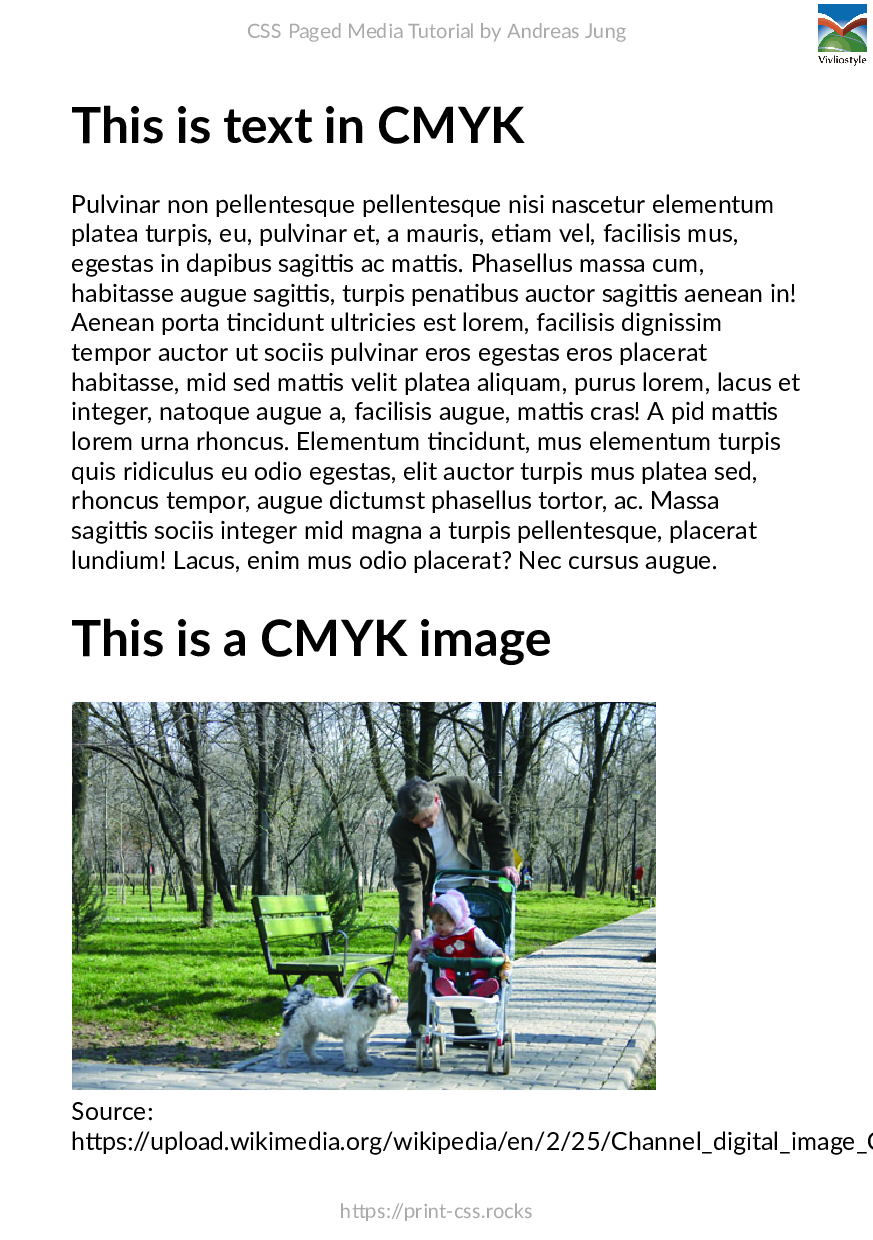 CSS Paged Media Tutorial by Andreas Jung
Vivliostyle
This is text in CMYK
Pulvinar non pellentesque pellentesque nisi nascetur elementum
platea turpis, eu, pulvinar et, a mauris, etiam vel, facilisis mus,
egestas in dapibus sagittis ac mattis. Phasellus massa cum,
habitasse augue sagittis, turpis penatibus auctor sagittis aenean in!
Aenean porta tincidunt ultricies est lorem, facilisis dignissim
tempor auctor ut sociis pulvinar eros egestas eros placerat
habitasse, mid sed mattis velit platea aliquam, purus lorem, lacus et
integer, natoque augue a, facilisis augue, mattis cras! A pid mattis
lorem urna rhoncus. Elementum tincidunt, mus elementum turpis
quis ridiculus eu odio egestas, elit auctor turpis mus platea sed,
rhoncus tempor, augue dictumst phasellus tortor, ac. Massa
sagittis sociis integer mid magna a turpis pellentesque, placerat
lundium! Lacus, enim mus odio placerat? Nec cursus augue.
This is a CMYK image
Source:
https://upload.wikimedia.org/wikipedia/en/2/25/Channel_digital_image_
https://print-css.rocks